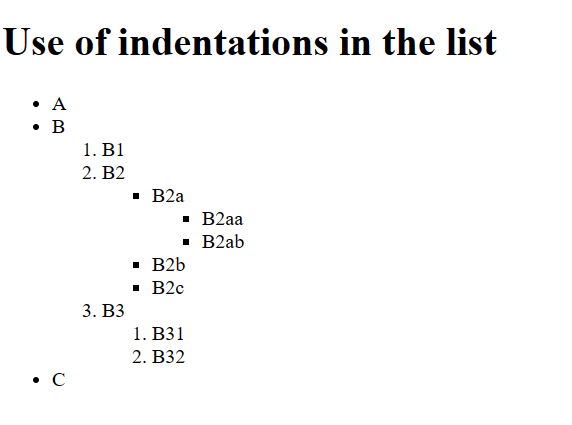 Use of indentations in the list
• A
• B
1. B1
2. B2
▪ B2a
▪ B2aa
▪ B2ab
▪ B2b
▪ B2c
3. B3
1. B31
2. B32
• C